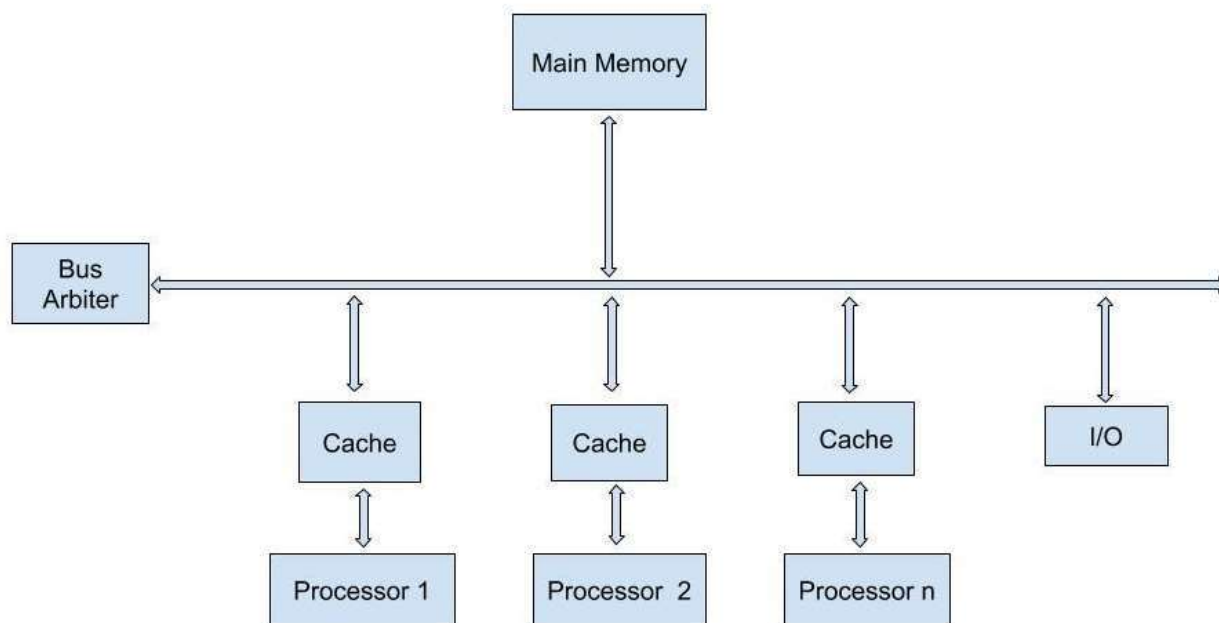 Main Memory
Bus
Arbiter
Cache
Cache
Cache
I/O
Processor 1
Processor 2
Processor n